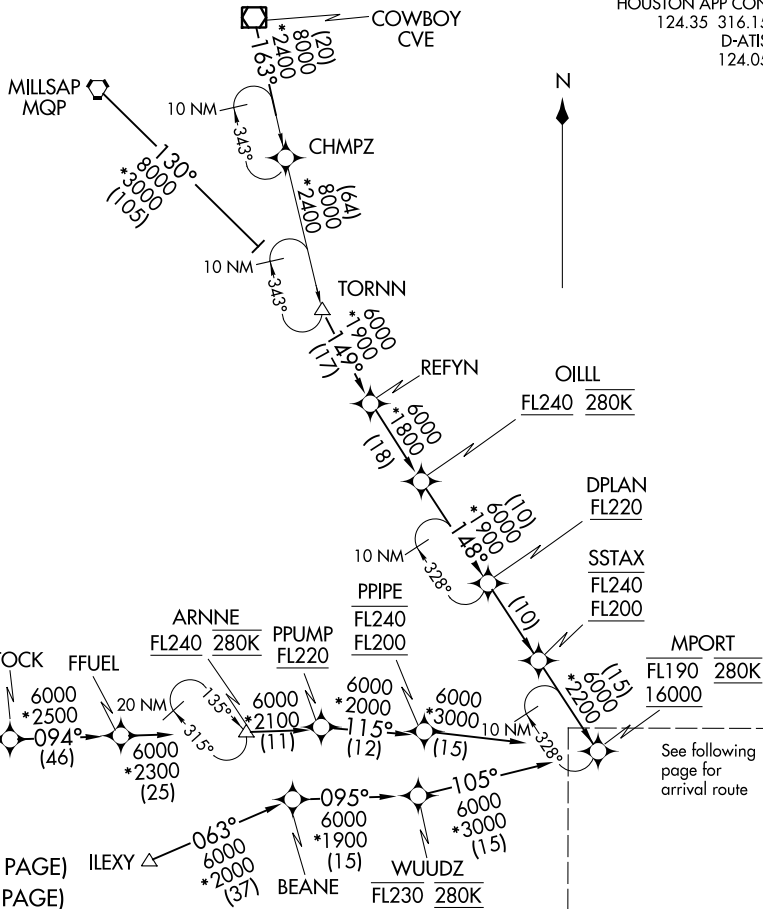 HOUSTON APP CON
124.35 316.15
D-ATIS
124.05
COWBOY
CVE
(20)
8000
*2400
163°
MILLSAP
MQP
10 NM
343°
CHMPZ
N
130°
8000
*3000
(105)
(64)
8000
*2400
10 NM
343°
TORNN
6000
*1900
149°
(17)
REFYN
OILLL
FL240 280K
6000
*1800
(18)
DPLAN
FL220
(10)
6000
*1900
148°
10 NM
328°
SSTAX
FL240
FL200
PPIPE
FL240
FL200
(10)
ARNNE
FL240 280K
PPUMP
FL220
MPORT
FL190 280K
16000
(15)
6000
*2200
TOCK
FFUEL
6000
*2500
094°
(46)
20 NM
135°
315°
6000
*2300
(25)
6000
*2100
(11)
6000
*2000
115°
(12)
6000
*3000
(15)
10 NM
328°
See following
page for
arrival route
105°
6000
*3000
(15)
095°
6000
*1900
(15)
063°
6000
*2000
(37)
ILEXY
BEANE
WUUDZ
FL230 280K
PAGE)
PAGE)